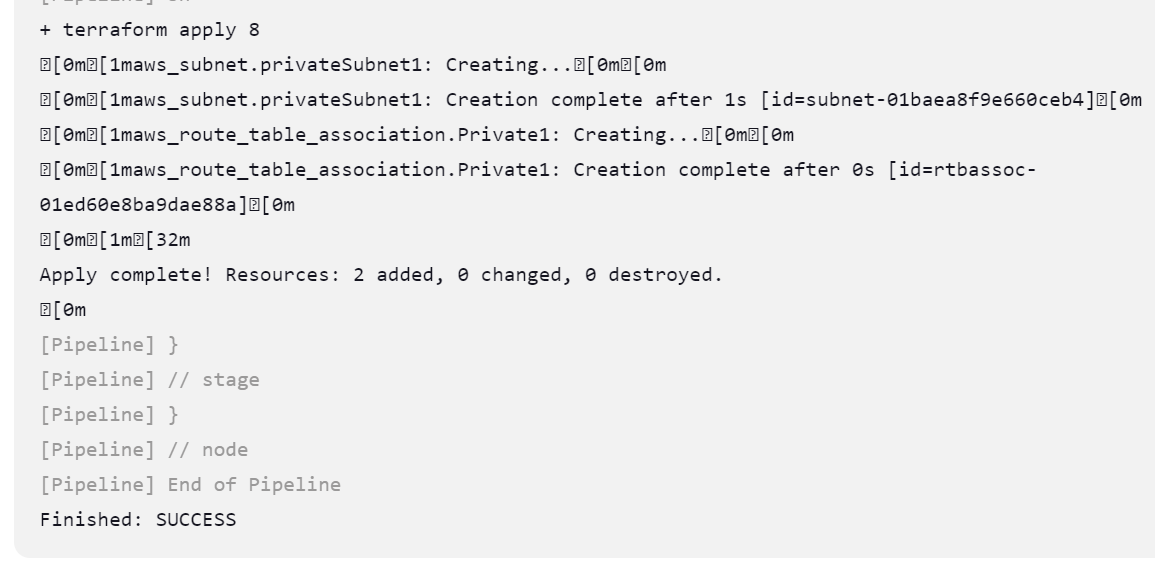 + terraform apply 8
[0m[1maws_subnet.privateSubnet1: Creating...[0m[0m
[0m[1maws_subnet.privateSubnet1: Creation complete after 1s [id=subnet-01baea8f9e660ceb4][0m
[0m[1maws_route_table_association.Private1: Creating...[0m[0m
[0m[1maws_route_table_association.Private1: Creation complete after 0s [id=rtbassoc-
01ed60e8ba9dae88a][0m
[0m[1m[32m
Apply complete! Resources: 2 added, 0 changed, 0 destroyed.
[0m
[Pipeline] }
[Pipeline] // stage
[Pipeline] }
[Pipeline] // node
[Pipeline] End of Pipeline
Finished: SUCCESS